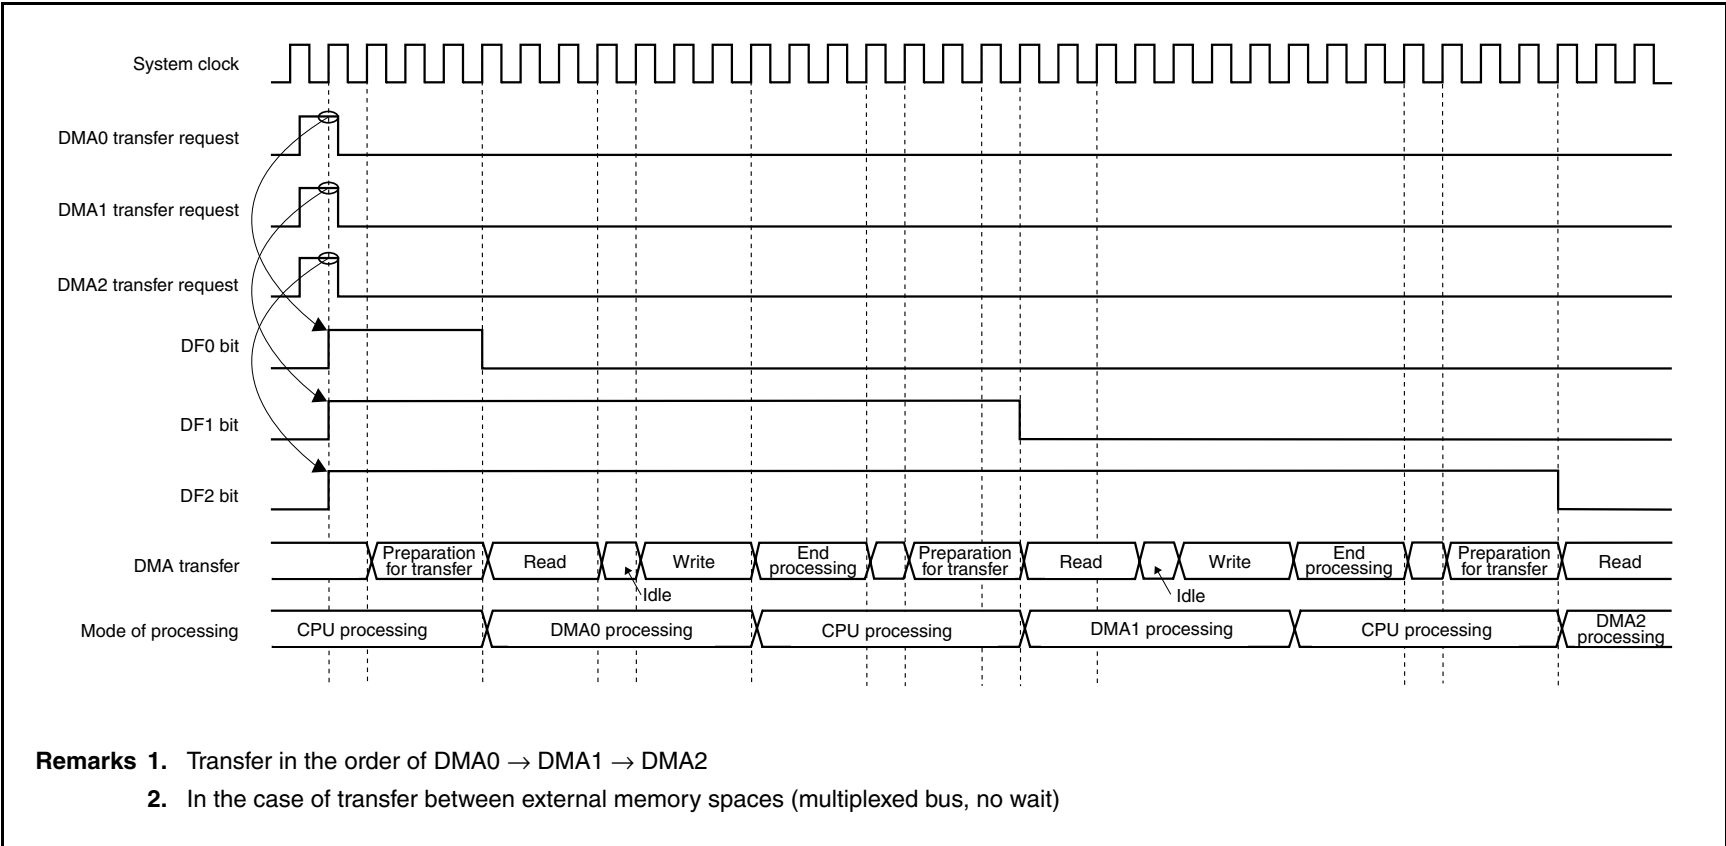 System clock
DMA0 transfer request
DMA1 transfer request
DMA2 transfer request
DF0 bit
DF1 bit
DF2 bit
DMA transfer
Preparation
for transfer
Read
Idle
Write
End
processing
Preparation
for transfer
Read
Idle
Write
End
processing
Preparation
for transfer
Read
Mode of processing
CPU processing
DMA0 processing
CPU processing
DMA1 processing
CPU processing
DMA2
processing
Remarks 1. Transfer in the order of DMA0 → DMA1 → DMA2
2. In the case of transfer between external memory spaces (multiplexed bus, no wait)